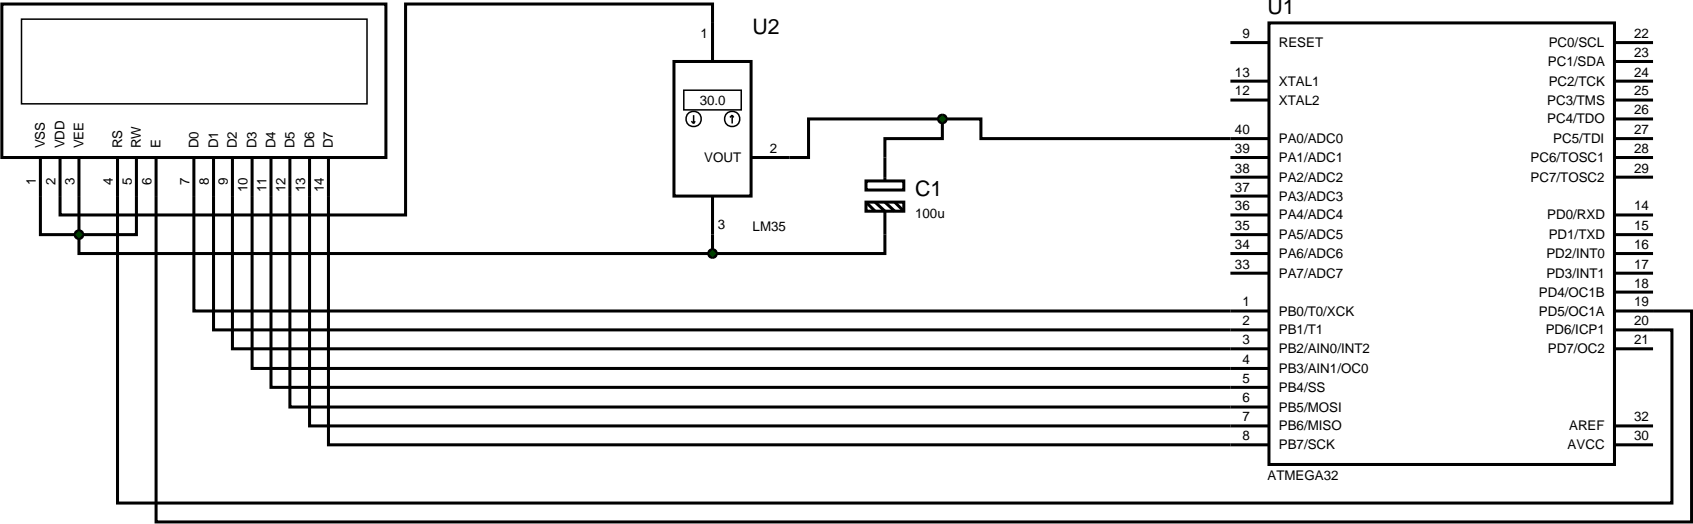 VSS
VDD
VEE
RS
RW
E
D0
D1
D2
D3
D4
D5
D6
D7
1
2
3
4
5
6
7
8
9
10
11
12
13
14
U2
1
30.0
VOUT
2
3
LM35
C1
100u
U1
9 RESET
13 XTAL1
12 XTAL2
40 PA0/ADC0
39 PA1/ADC1
38 PA2/ADC2
37 PA3/ADC3
36 PA4/ADC4
35 PA5/ADC5
34 PA6/ADC6
33 PA7/ADC7
1 PB0/T0/XCK
2 PB1/T1
3 PB2/AIN0/INT2
4 PB3/AIN1/OC0
5 PB4/SS
6 PB5/MOSI
7 PB6/MISO
8 PB7/SCK
PC0/SCL 22
PC1/SDA 23
PC2/TCK 24
PC3/TMS 25
PC4/TDO 26
PC5/TDI 27
PC6/TOSC1 28
PC7/TOSC2 29
PD0/RXD 14
PD1/TXD 15
PD2/INT0 16
PD3/INT1 17
PD4/OC1B 18
PD5/OC1A 19
PD6/ICP1 20
PD7/OC2 21
AREF 32
AVCC 30
ATMEGA32